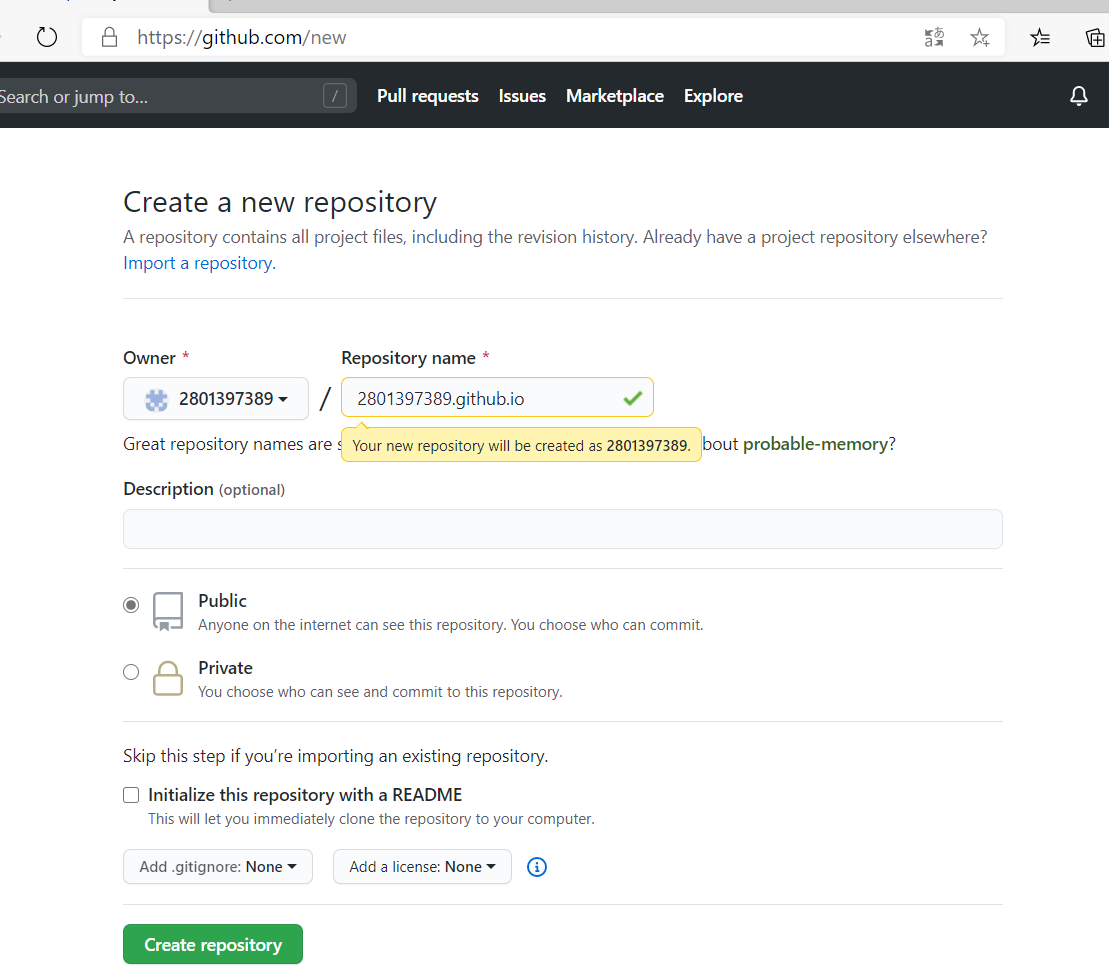 https://github.com/new
Search or jump to...
/
Pull requests Issues Marketplace Explore
Create a new repository
A repository contains all project files, including the revision history. Already have a project repository elsewhere?
Import a repository.
Owner * Repository name *
2801397389 / 2801397389.github.io
Great repository names are bout probable-memory?
Your new repository will be created as 2801397389.
Description (optional)
Public
Anyone on the internet can see this repository. You choose who can commit.
Private
You choose who can see and commit to this repository.
Skip this step if you’re importing an existing repository.
Initialize this repository with a README
This will let you immediately clone the repository to your computer.
Add .gitignore: None Add a license: None
Create repository